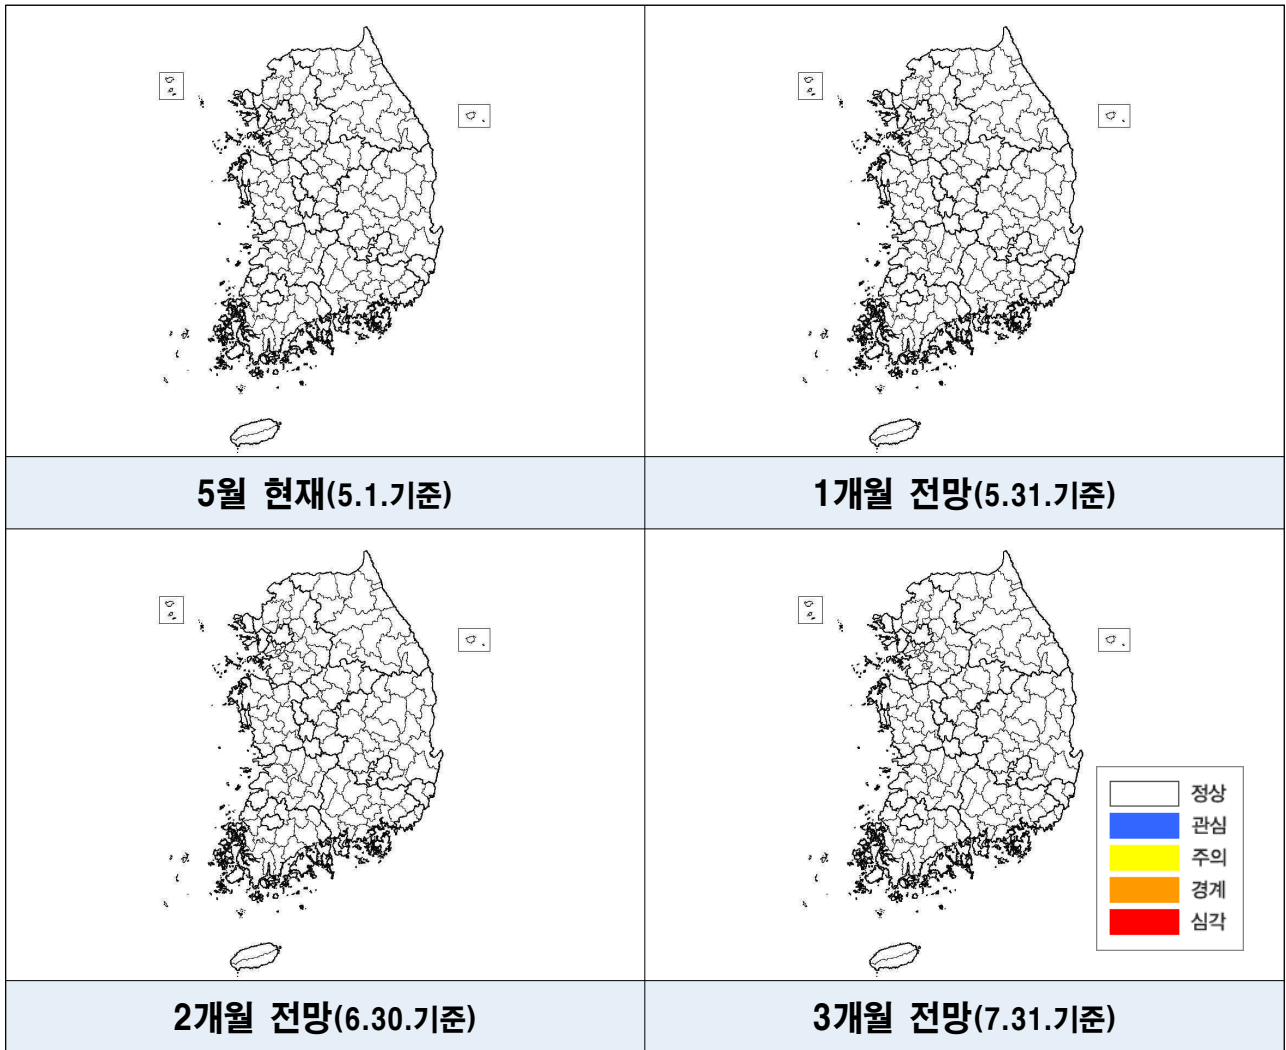 5월 현재(5.1.기준)
1개월 전망(5.31.기준)
정상
관심
주의
경계
심각
2개월 전망(6.30.기준)
3개월 전망(7.31.기준)